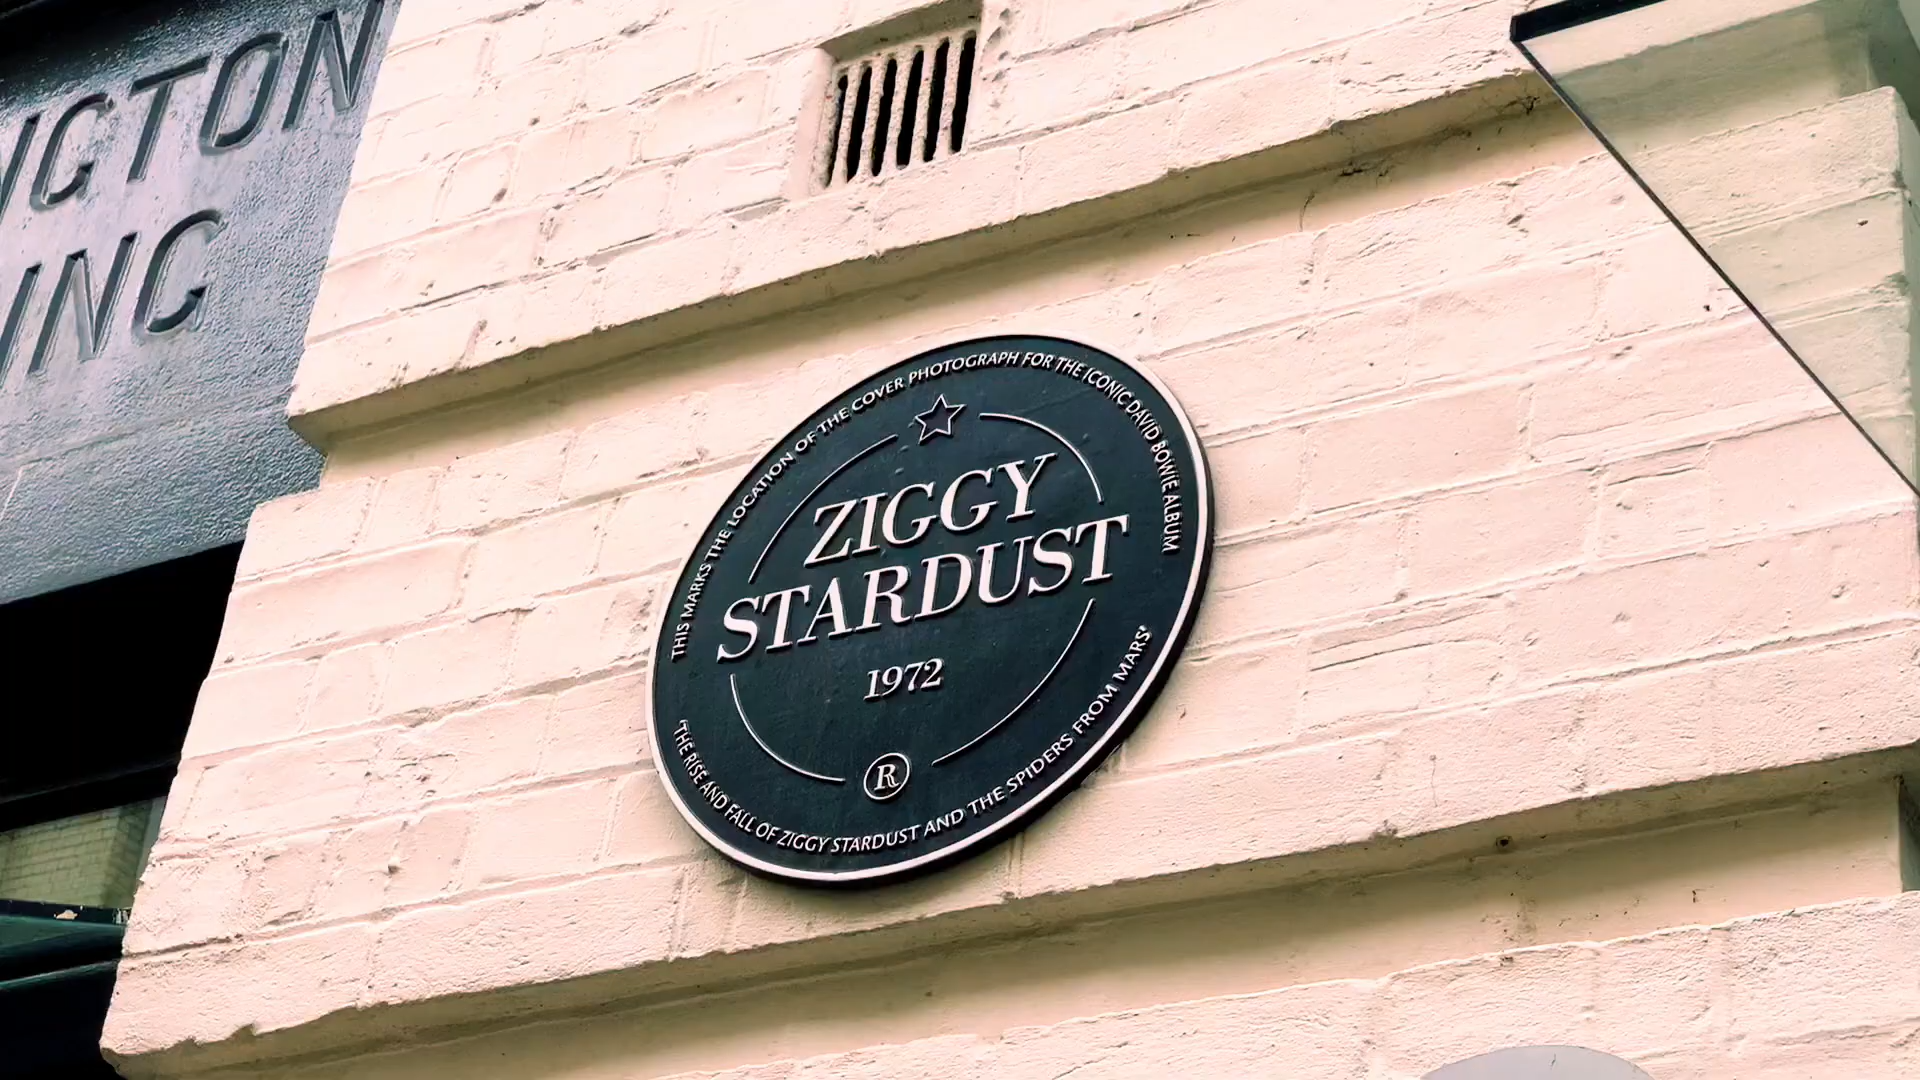 NGTON
ING
THIS MARKS THE LOCATION OF THE COVER PHOTOGRAPH FOR THE ICONIC DAVID BOWIE ALBUM
ZIGGY
STARDUST
1972
R
'THE RISE AND FALL OF ZIGGY STARDUST AND THE SPIDERS FROM MARS'